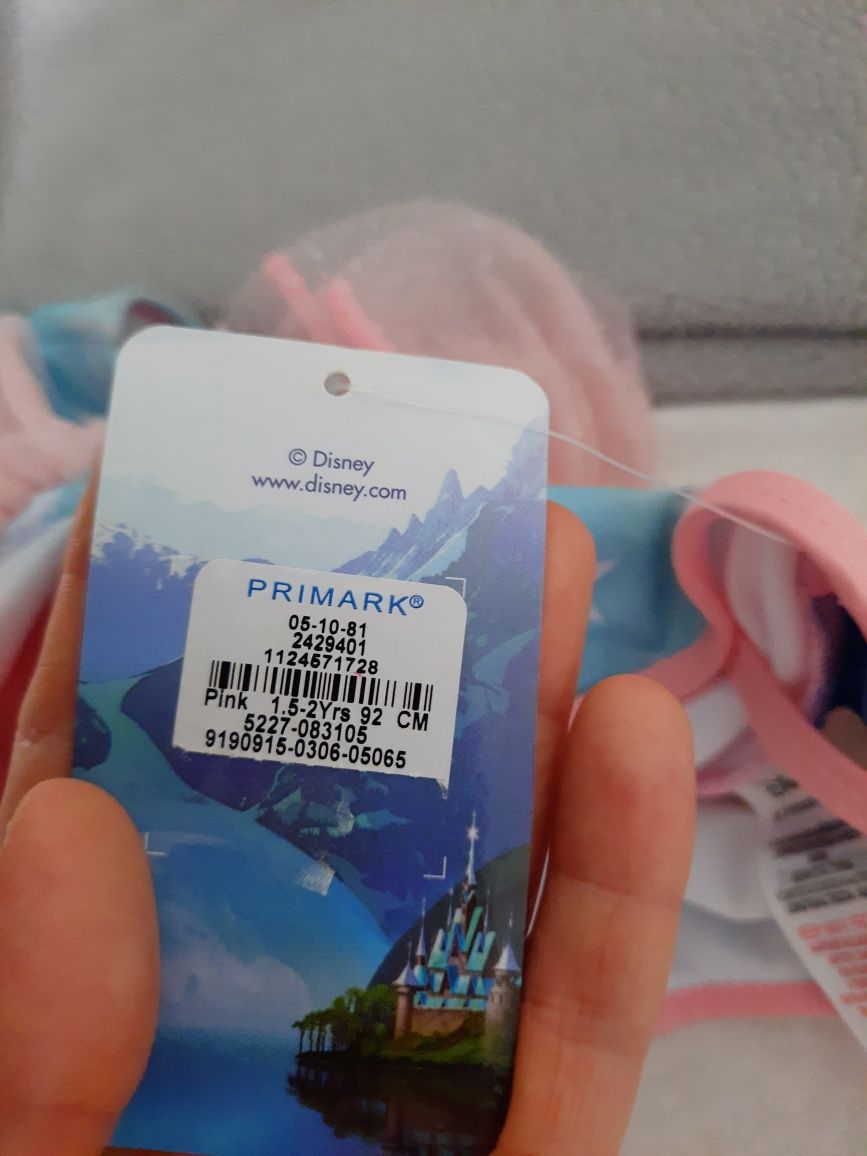 © Disney
www.disney.com
PRIMARK®
05-10-81
2429401
1124571728
Pink 1.5-2Yrs 92 CM
5227-083105
9190915-0306-05065